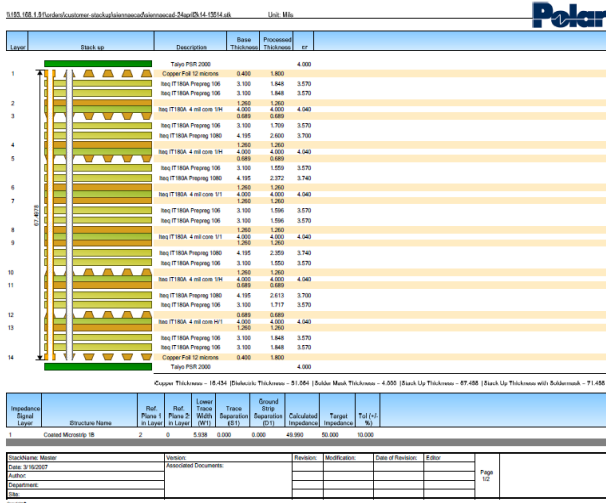 Unit: Mils
Polar
Layer Stack up Description Base Thickness Processed Thickness εr
Taiyo PSR 2000 4.000
1 Copper Foil 12 microns 0.400 1.800
Iteq IT180A Prepreg 106 3.100 1.848 3.570
Iteq IT180A Prepreg 106 3.100 1.848 3.570
2 1.260 1.260
Iteq IT180A 4 mil core 1/H 4.000 4.000 4.040
3 0.689 0.689
Iteq IT180A Prepreg 106 3.100 1.709 3.570
Iteq IT180A Prepreg 1080 4.195 2.600 3.700
4 1.260 1.260
Iteq IT180A 4 mil core 1/H 4.000 4.000 4.040
5 0.689 0.689
Iteq IT180A Prepreg 106 3.100 1.559 3.570
Iteq IT180A Prepreg 1080 4.195 2.372 3.740
6 1.260 1.260
Iteq IT180A 4 mil core 1/1 4.000 4.000 4.040
7 1.260 1.260
Iteq IT180A Prepreg 106 3.100 1.596 3.570
Iteq IT180A Prepreg 106 3.100 1.596 3.570
8 1.260 1.260
Iteq IT180A 4 mil core 1/1 4.000 4.000 4.040
9 1.260 1.260
Iteq IT180A Prepreg 1080 4.195 2.359 3.740
Iteq IT180A Prepreg 106 3.100 1.550 3.570
10 1.260 1.260
Iteq IT180A 4 mil core 1/H 4.000 4.000 4.040
11 0.689 0.689
Iteq IT180A Prepreg 1080 4.195 2.613 3.700
Iteq IT180A Prepreg 106 3.100 1.717 3.570
12 0.689 0.689
Iteq IT180A 4 mil core H/1 4.000 4.000 4.040
13 1.260 1.260
Iteq IT180A Prepreg 106 3.100 1.848 3.570
Iteq IT180A Prepreg 106 3.100 1.848 3.570
14 Copper Foil 12 microns 0.400 1.800
Taiyo PSR 2000 4.000
67.4978
Copper Thickness = 16.434 |Dielectric Thickness = 51.064 |Solder Mask Thickness = 4.000 |Stack Up Thickness = 67.498 |Stack Up Thickness with Soldermask = 71.498
Impedance Signal Layer Structure Name Ref. Plane 1 in Layer Ref. Plane 2 in Layer Lower Trace Width (W1) Trace Separation (S1) Ground Strip Separation (D1) Calculated Impedance Target Impedance Tol (+/- %)
1 Coated Microstrip 1B 2 0 5.938 0.000 0.000 49.990 50.000 10.000
StackName: Master Version: Revision: Modification: Date of Revision: Editor
Date: 3/16/2007 Associated Documents:
Author:
Department: Page 1/2
Site: